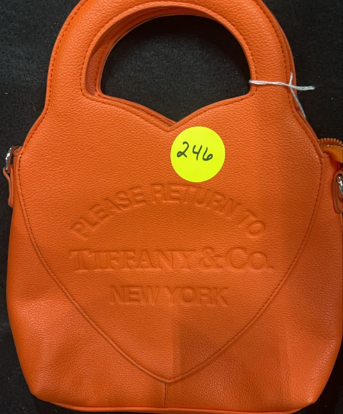 246
PLEASE RETURN TO
TIFFANY & CO.
NEW YORK